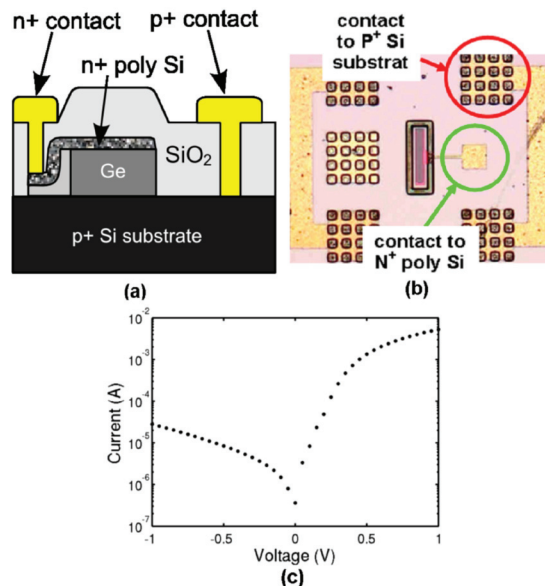 n+ contact p+ contact
n+ poly Si
SiO2
Ge
p+ Si substrate
(a)
contact
to P+ Si
substrat
contact to
N+ poly Si
(b)
10-2
10-3
10-4
10-5
10-6
10-7
Current (A)
-1 -0.5 0 0.5 1
Voltage (V)
(c)